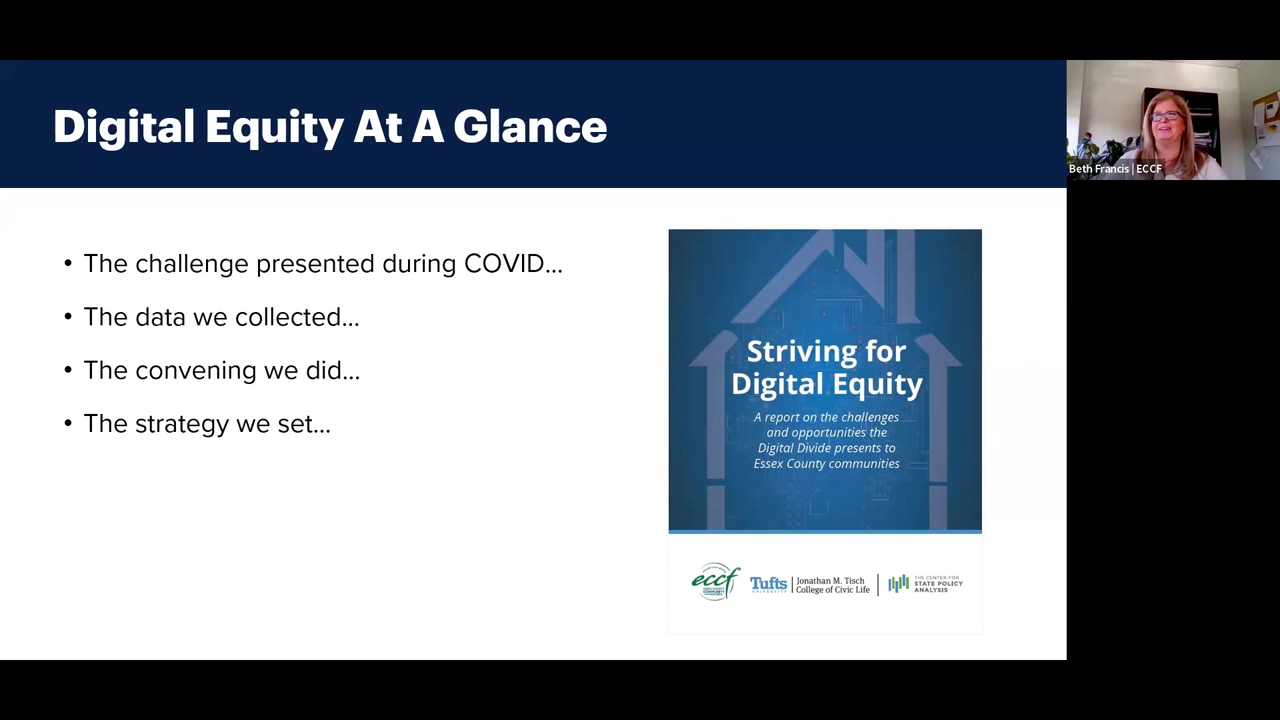 Digital Equity At A Glance
Beth Francis | ECCF
• The challenge presented during COVID...
• The data we collected...
• The convening we did...
• The strategy we set...
Striving for
Digital Equity
A report on the challenges
and opportunities the
Digital Divide presents to
Essex County communities
eccf
Tufts
UNIVERSITY
Jonathan M. Tisch
College of Civic Life
THE CENTER FOR
STATE POLICY
ANALYSIS